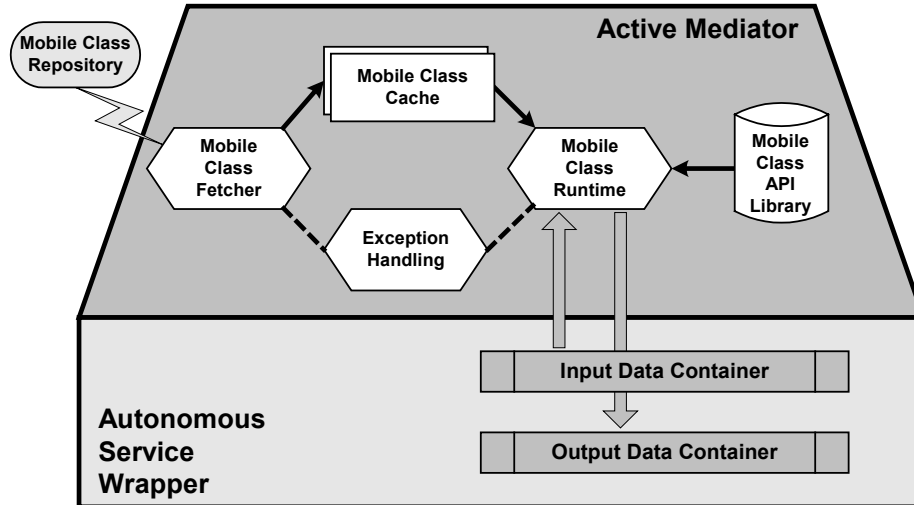 Active Mediator
Mobile Class
Repository
Mobile Class
Cache
Mobile
Class
Fetcher
Mobile
Class
Runtime
Mobile
Class
API
Library
Exception
Handling
Input Data Container
Autonomous
Service
Wrapper
Output Data Container